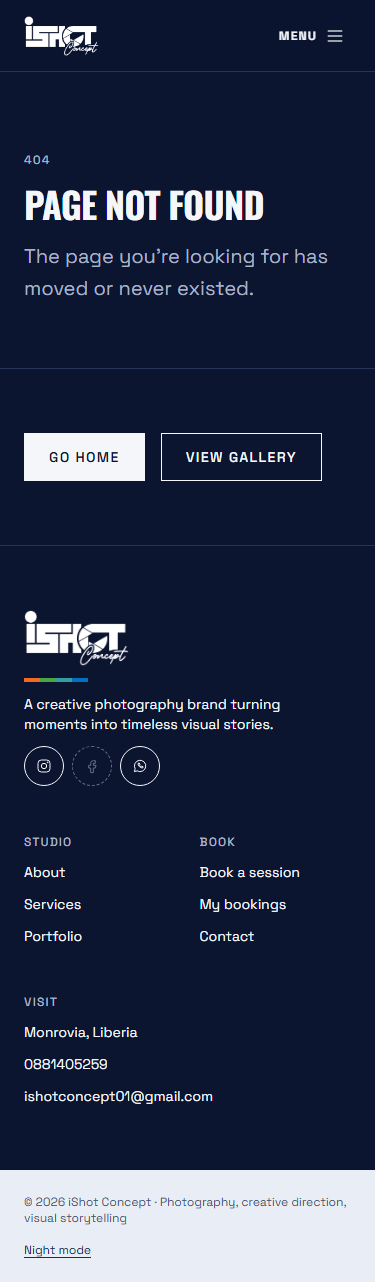 iSHOT
Concept
MENU
404
PAGE NOT FOUND
The page you're looking for has
moved or never existed.
GO HOME
VIEW GALLERY
iSHOT
Concept
A creative photography brand turning
moments into timeless visual stories.
STUDIO
About
Services
Portfolio
BOOK
Book a session
My bookings
Contact
VISIT
Monrovia, Liberia
0881405259
ishotconcept01@gmail.com
© 2026 iShot Concept · Photography, creative direction,
visual storytelling
Night mode